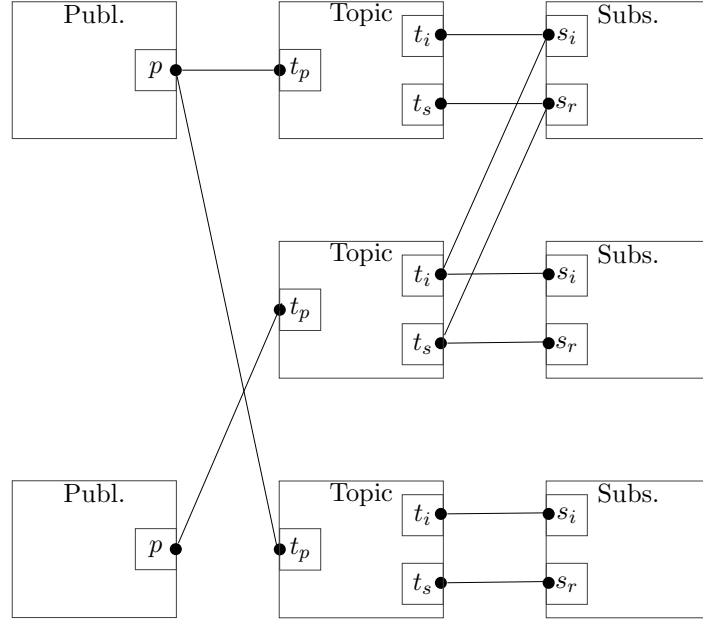 Publ.
p
Topic
t_p
t_i
t_s
Subs.
s_i
s_r
Topic
t_p
t_i
t_s
Subs.
s_i
s_r
Publ.
p
Topic
t_p
t_i
t_s
Subs.
s_i
s_r